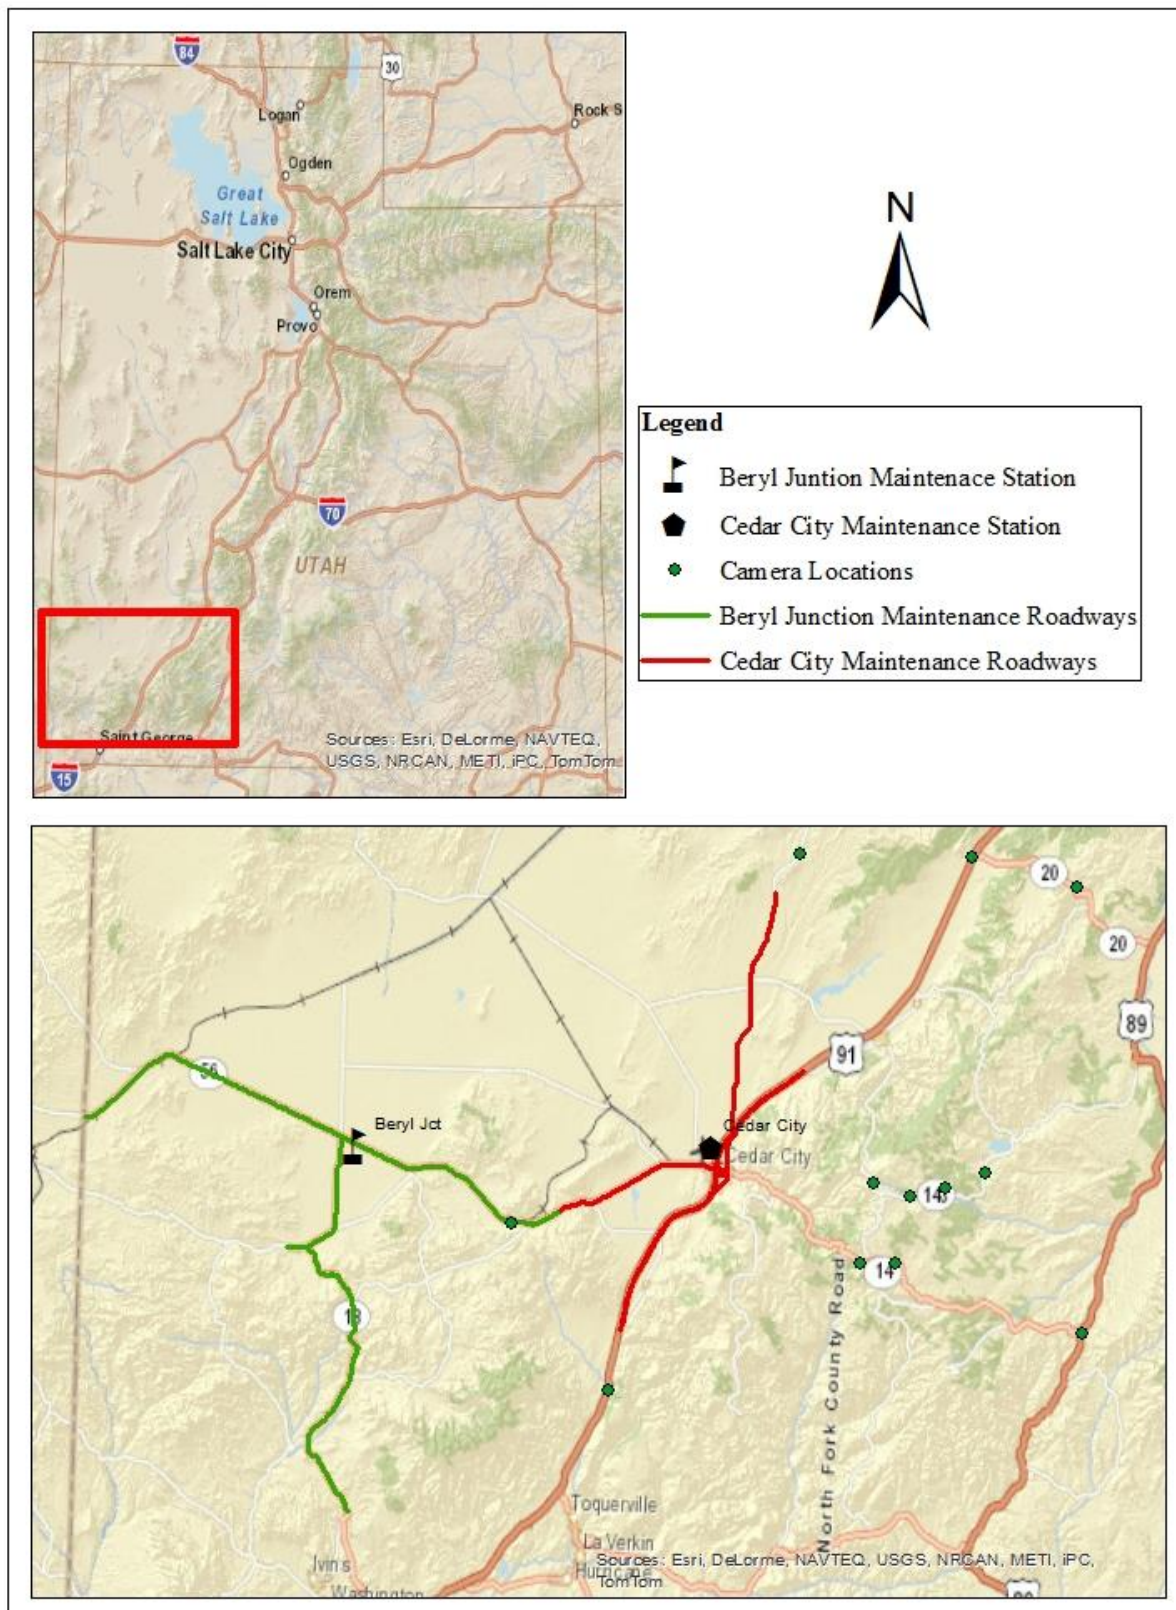 84
30
Logan
Rock S
Ogden
Great
Salt Lake
Salt Lake City
Orem
Provo
70
UTAH
Saint George
15
Sources: Esri, DeLorme, NAVTEQ,
USGS, NRCAN, METI, iPC, TomTom
N
Legend
Beryl Juntion Maintenace Station
Cedar City Maintenance Station
Camera Locations
Beryl Junction Maintenance Roadways
Cedar City Maintenance Roadways
20
20
89
91
56
Beryl Jct
Cedar City
Cedar City
14
18
North Fork County Road
Toquerville
La Verkin
Hurricane
Ivins
Washington
Sources: Esri, DeLorme, NAVTEQ, USGS, NRCAN, METI, iPC,
TomTom